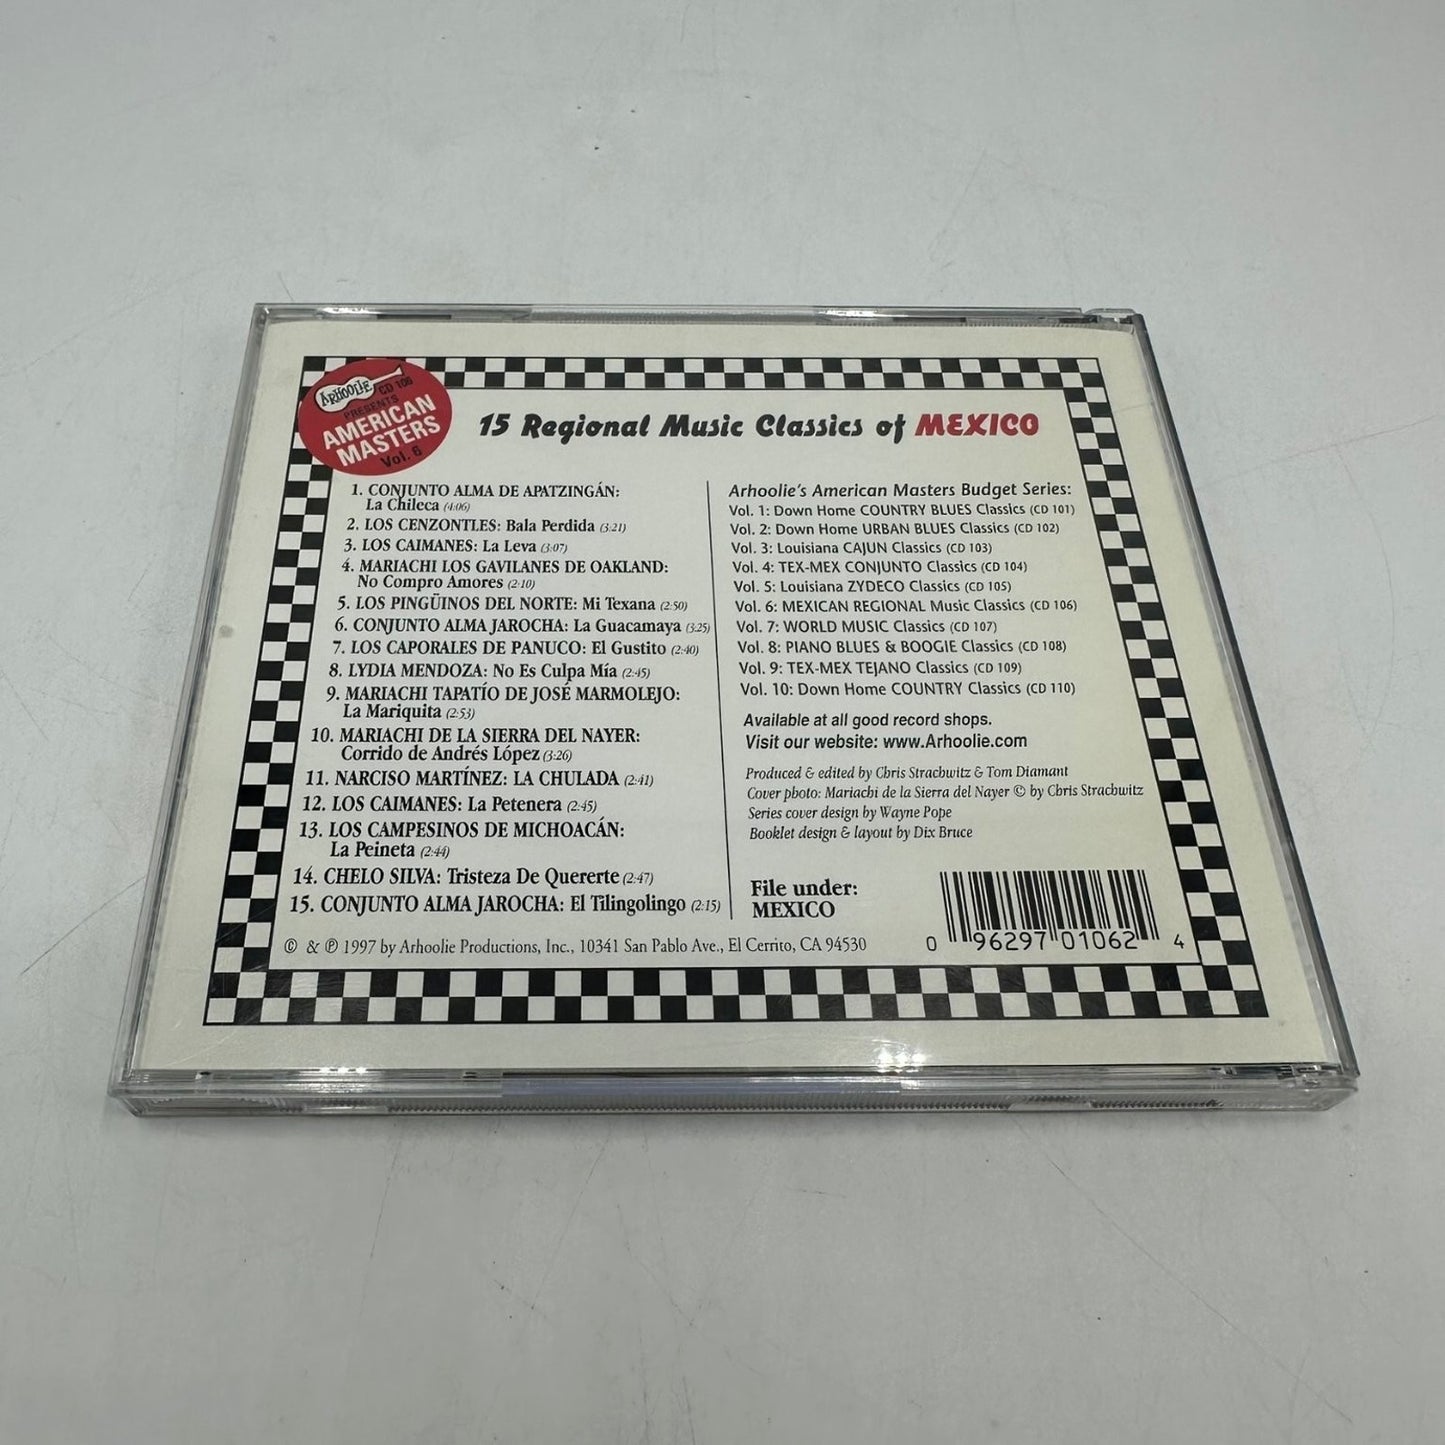 ARHOOLIE CD 106
PRESENTS
AMERICAN
MASTERS
Vol. 6
15 Regional Music Classics of MEXICO
1. CONJUNTO ALMA DE APATZINGÁN:
La Chileca (4:06)
2. LOS CENZONTLES: Bala Perdida (3:21)
3. LOS CAIMANES: La Leva (3:07)
4. MARIACHI LOS GAVILANES DE OAKLAND:
No Compro Amores (2:10)
5. LOS PINGÜINOS DEL NORTE: Mi Texana (2:50)
6. CONJUNTO ALMA JAROCHA: La Guacamaya (3:25)
7. LOS CAPORALES DE PANUCO: El Gustito (2:40)
8. LYDIA MENDOZA: No Es Culpa Mía (2:45)
9. MARIACHI TAPATÍO DE JOSÉ MARMOLEJO:
La Mariquita (2:53)
10. MARIACHI DE LA SIERRA DEL NAYER:
Corrido de Andrés López (3:26)
11. NARCISO MARTÍNEZ: LA CHULADA (2:41)
12. LOS CAIMANES: La Petenera (2:45)
13. LOS CAMPESINOS DE MICHOACÁN:
La Peineta (2:44)
14. CHELO SILVA: Tristeza De Quererte (2:47)
15. CONJUNTO ALMA JAROCHA: El Tilingolingo (2:15)
Arhoolie's American Masters Budget Series:
Vol. 1: Down Home COUNTRY BLUES Classics (CD 101)
Vol. 2: Down Home URBAN BLUES Classics (CD 102)
Vol. 3: Louisiana CAJUN Classics (CD 103)
Vol. 4: TEX-MEX CONJUNTO Classics (CD 104)
Vol. 5: Louisiana ZYDECO Classics (CD 105)
Vol. 6: MEXICAN REGIONAL Music Classics (CD 106)
Vol. 7: WORLD MUSIC Classics (CD 107)
Vol. 8: PIANO BLUES & BOOGIE Classics (CD 108)
Vol. 9: TEX-MEX TEJANO Classics (CD 109)
Vol. 10: Down Home COUNTRY Classics (CD 110)
Available at all good record shops.
Visit our website: www.Arhoolie.com
Produced & edited by Chris Strachwitz & Tom Diamant
Cover photo: Mariachi de la Sierra del Nayer © by Chris Strachwitz
Series cover design by Wayne Pope
Booklet design & layout by Dix Bruce
File under:
MEXICO
0 96297 01062 4
© & ℗ 1997 by Arhoolie Productions, Inc., 10341 San Pablo Ave., El Cerrito, CA 94530